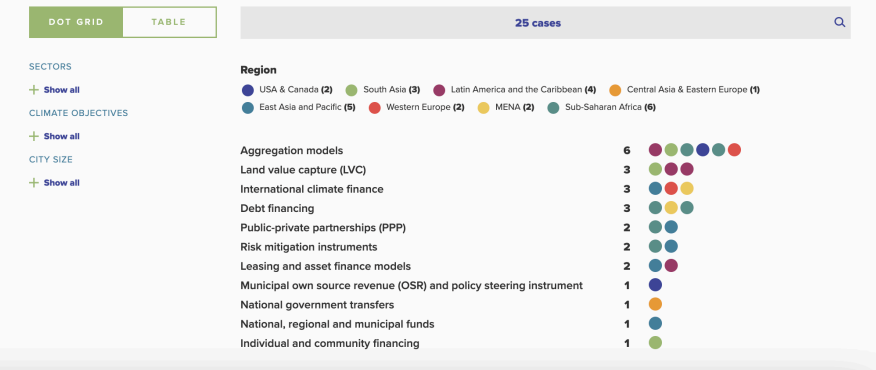 DOT GRID
TABLE
25 cases
SECTORS
+ Show all
CLIMATE OBJECTIVES
+ Show all
CITY SIZE
+ Show all
Region
USA & Canada (2) South Asia (3) Latin America and the Caribbean (4) Central Asia & Eastern Europe (1)
East Asia and Pacific (5) Western Europe (2) MENA (2) Sub-Saharan Africa (6)
Aggregation models 6
Land value capture (LVC) 3
International climate finance 3
Debt financing 3
Public-private partnerships (PPP) 2
Risk mitigation instruments 2
Leasing and asset finance models 2
Municipal own source revenue (OSR) and policy steering instrument 1
National government transfers 1
National, regional and municipal funds 1
Individual and community financing 1